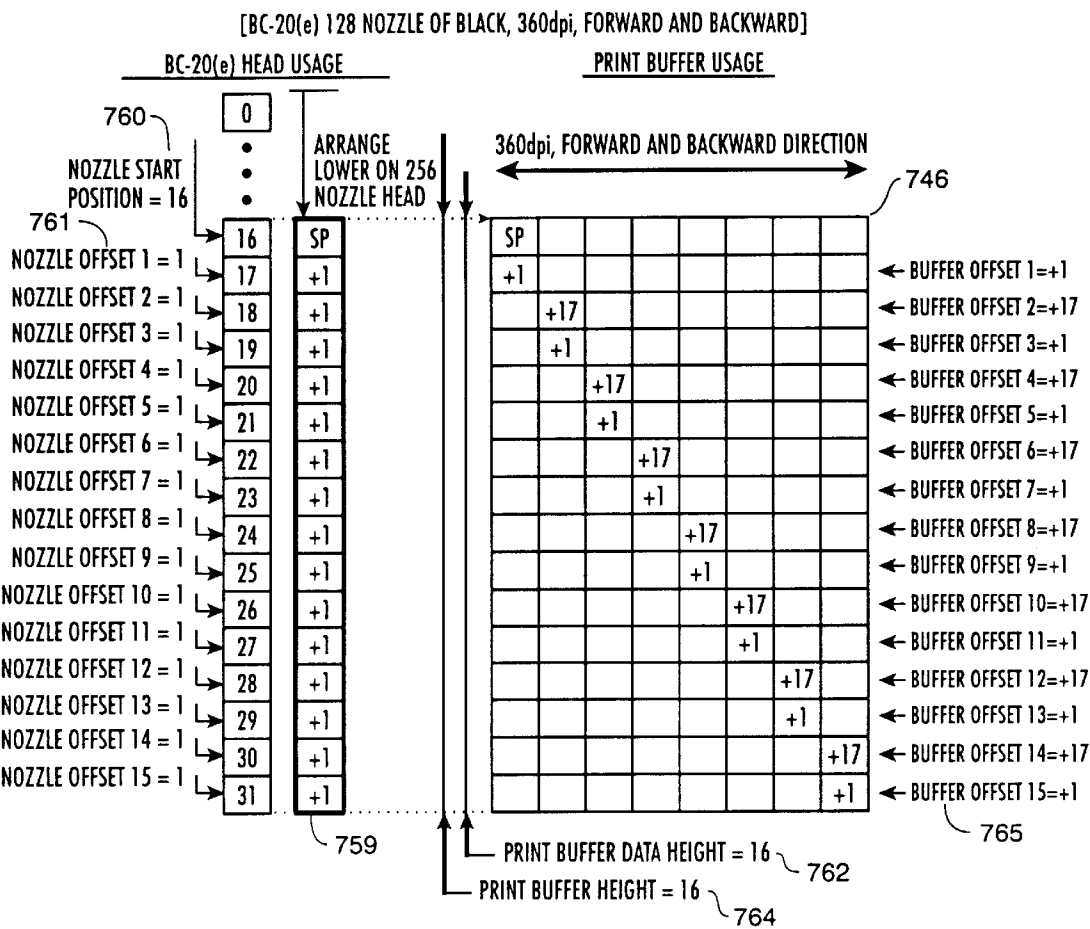 [BC-20(e) 128 NOZZLE OF BLACK, 360dpi, FORWARD AND BACKWARD]
BC-20(e) HEAD USAGE
PRINT BUFFER USAGE
760
0
NOZZLE START
POSITION = 16
ARRANGE
LOWER ON 256
NOZZLE HEAD
360dpi, FORWARD AND BACKWARD DIRECTION
746
761
16 SP SP
NOZZLE OFFSET 1 = 1 17 +1 +1 BUFFER OFFSET 1=+1
NOZZLE OFFSET 2 = 1 18 +1 +17 BUFFER OFFSET 2=+17
NOZZLE OFFSET 3 = 1 19 +1 +1 BUFFER OFFSET 3=+1
NOZZLE OFFSET 4 = 1 20 +1 +17 BUFFER OFFSET 4=+17
NOZZLE OFFSET 5 = 1 21 +1 +1 BUFFER OFFSET 5=+1
NOZZLE OFFSET 6 = 1 22 +1 +17 BUFFER OFFSET 6=+17
NOZZLE OFFSET 7 = 1 23 +1 +1 BUFFER OFFSET 7=+1
NOZZLE OFFSET 8 = 1 24 +1 +17 BUFFER OFFSET 8=+17
NOZZLE OFFSET 9 = 1 25 +1 +1 BUFFER OFFSET 9=+1
NOZZLE OFFSET 10 = 1 26 +1 +17 BUFFER OFFSET 10=+17
NOZZLE OFFSET 11 = 1 27 +1 +1 BUFFER OFFSET 11=+1
NOZZLE OFFSET 12 = 1 28 +1 +17 BUFFER OFFSET 12=+17
NOZZLE OFFSET 13 = 1 29 +1 +1 BUFFER OFFSET 13=+1
NOZZLE OFFSET 14 = 1 30 +1 +17 BUFFER OFFSET 14=+17
NOZZLE OFFSET 15 = 1 31 +1 +1 BUFFER OFFSET 15=+1
759
765
PRINT BUFFER DATA HEIGHT = 16 762
PRINT BUFFER HEIGHT = 16 764